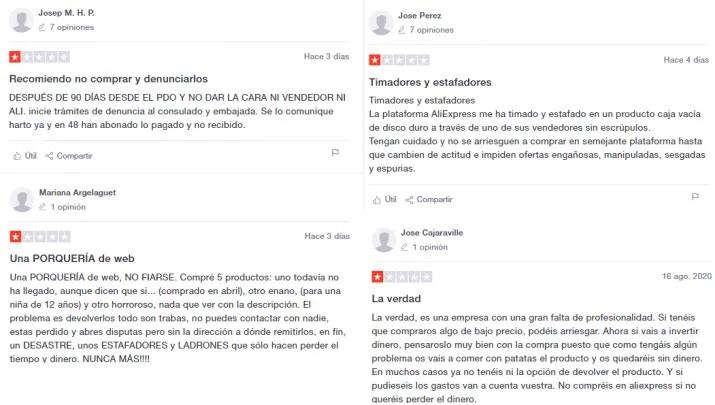 Josep M. H. P.
7 opiniones
Hace 3 días
Recomiendo no comprar y denunciarlos
DESPUÉS DE 90 DÍAS DESDE EL PDO Y NO DAR LA CARA NI VENDEDOR NI
ALI. inicie trámites de denuncia al consulado y embajada. Se lo comunique
harto ya y en 48 han abonado lo pagado y no recibido.
Útil
Compartir
Mariana Argelaguet
1 opinión
Hace 3 días
Una PORQUERÍA de web
Una PORQUERÍA de web, NO FIARSE. Compré 5 productos: uno todavía no
ha llegado, aunque dicen que si... (comprado en abril), otro enano, (para una
niña de 12 años) y otro horroroso, nada que ver con la descripción. El
problema es devolverlos todo son trabas, no puedes contactar con nadie,
estas perdido y abres disputas pero sin la dirección a dónde remitirlos, en fín,
un DESASTRE, unos ESTAFADORES y LADRONES que sólo hacen perder el
tiempo y dinero. NUNCA MÁS!!!!
Jose Perez
7 opiniones
Hace 4 días
Timadores y estafadores
Timadores y estafadores
La plataforma AliExpress me ha timado y estafado en un producto caja vacía
de disco duro a través de uno de sus vendedores sin escrúpulos.
Tengan cuidado y no se arriesguen a comprar en semejante plataforma hasta
que cambien de actitud e impiden ofertas engañosas, manipuladas, sesgadas
y espurias.
Útil
Compartir
Jose Cajaraville
1 opinión
16 ago. 2020
La verdad
La verdad, es una empresa con una gran falta de profesionalidad. Si tenéis
que compraros algo de bajo precio, podéis arriesgar. Ahora si vais a invertir
dinero, pensaroslo muy bien con la compra puesto que como tengáis algún
problema os vais a comer con patatas el producto y os quedaréis sin dinero.
En muchos casos ya no tenéis ni la opción de devolver el producto. Y si
pudieseis los gastos van a cuenta vuestra. No compréis en aliexpress si no
queréis perder el dinero.